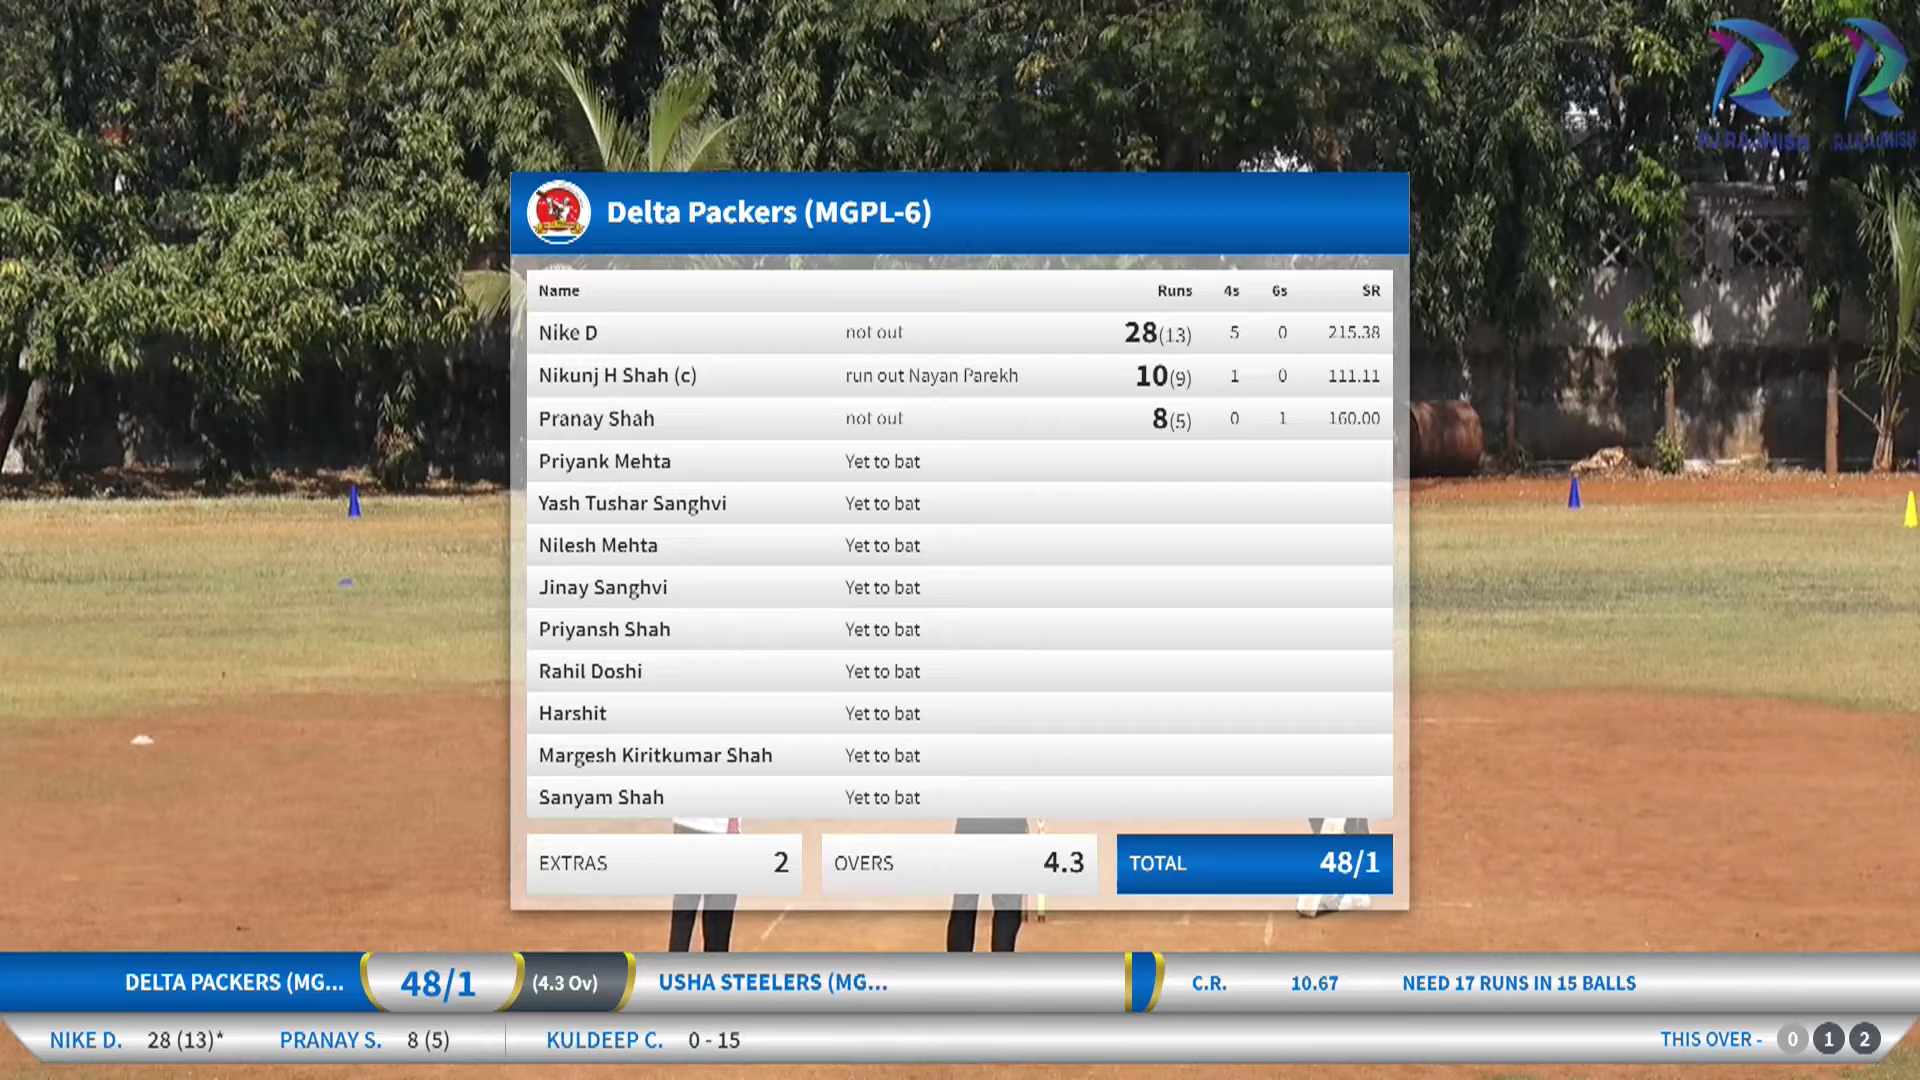 RJ RAJNISH RJ RAJNISH
Delta Packers (MGPL-6)
Name Runs 4s 6s SR
Nike D not out 28(13) 5 0 215.38
Nikunj H Shah (c) run out Nayan Parekh 10(9) 1 0 111.11
Pranay Shah not out 8(5) 0 1 160.00
Priyank Mehta Yet to bat
Yash Tushar Sanghvi Yet to bat
Nilesh Mehta Yet to bat
Jinay Sanghvi Yet to bat
Priyansh Shah Yet to bat
Rahil Doshi Yet to bat
Harshit Yet to bat
Margesh Kiritkumar Shah Yet to bat
Sanyam Shah Yet to bat
EXTRAS 2 OVERS 4.3 TOTAL 48/1
DELTA PACKERS (MG... 48/1 (4.3 Ov) USHA STEELERS (MG... C.R. 10.67 NEED 17 RUNS IN 15 BALLS
NIKE D. 28 (13)* PRANAY S. 8 (5) KULDEEP C. 0 - 15 THIS OVER - 0 1 2